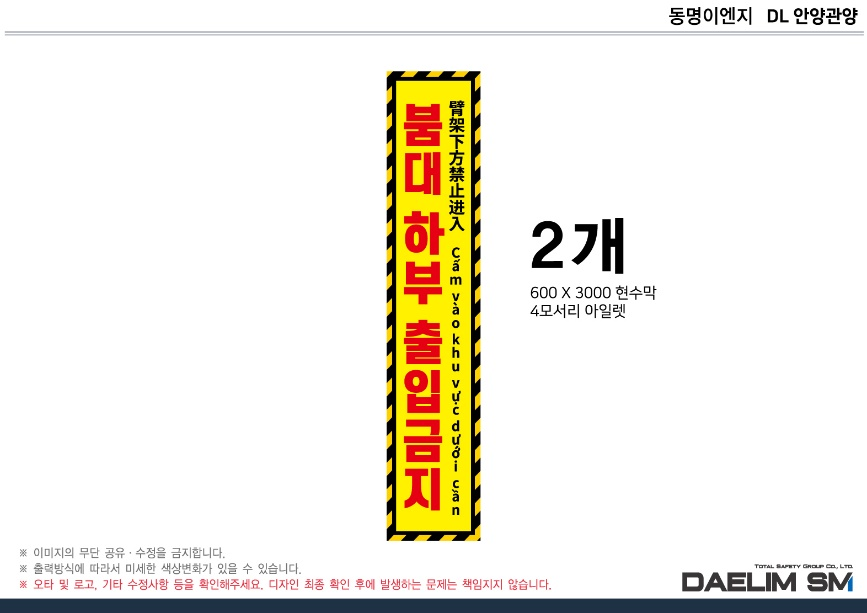 동명이엔지 DL 안양관양
붐대 하부 출입금지
臂架下方禁止进入 Cấm vào khu vực dưới cần
2개
600 X 3000 현수막
4모서리 아일렛
※ 이미지의 무단 공유 · 수정을 금지합니다.
※ 출력방식에 따라서 미세한 색상변화가 있을 수 있습니다.
※ 오타 및 로고, 기타 수정사항 등을 확인해주세요. 디자인 최종 확인 후에 발생하는 문제는 책임지지 않습니다.
TOTAL SAFETY GROUP CO., LTD.
DAELIM SM